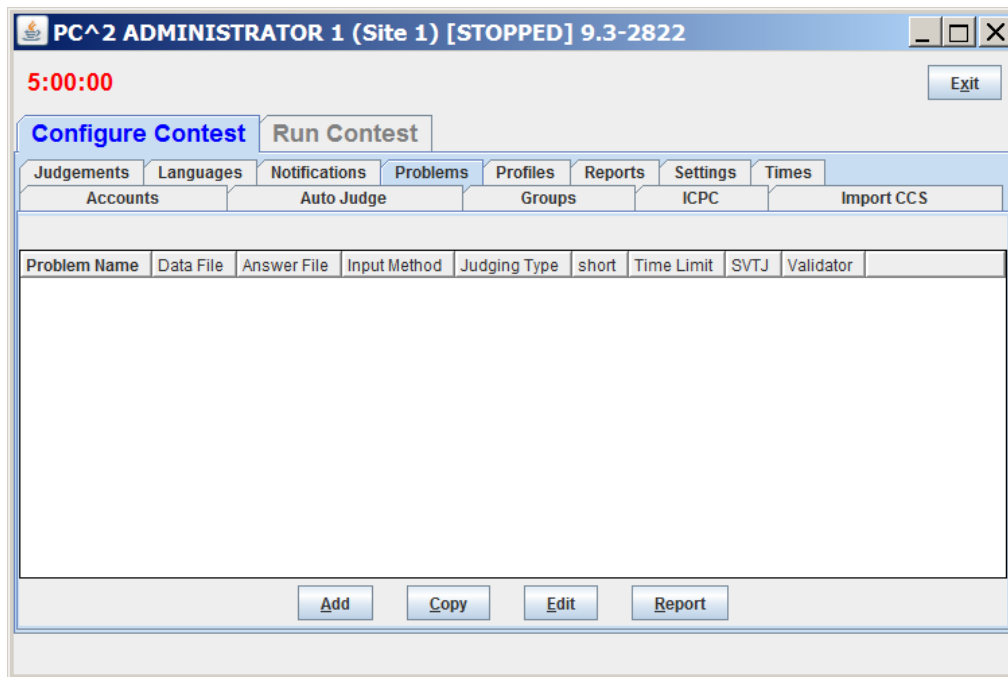 PC^2 ADMINISTRATOR 1 (Site 1) [STOPPED] 9.3-2822
5:00:00
Exit
Configure Contest Run Contest
Judgements Languages Notifications Problems Profiles Reports Settings Times
Accounts Auto Judge Groups ICPC Import CCS
Problem Name Data File Answer File Input Method Judging Type short Time Limit SVTJ Validator
Add Copy Edit Report